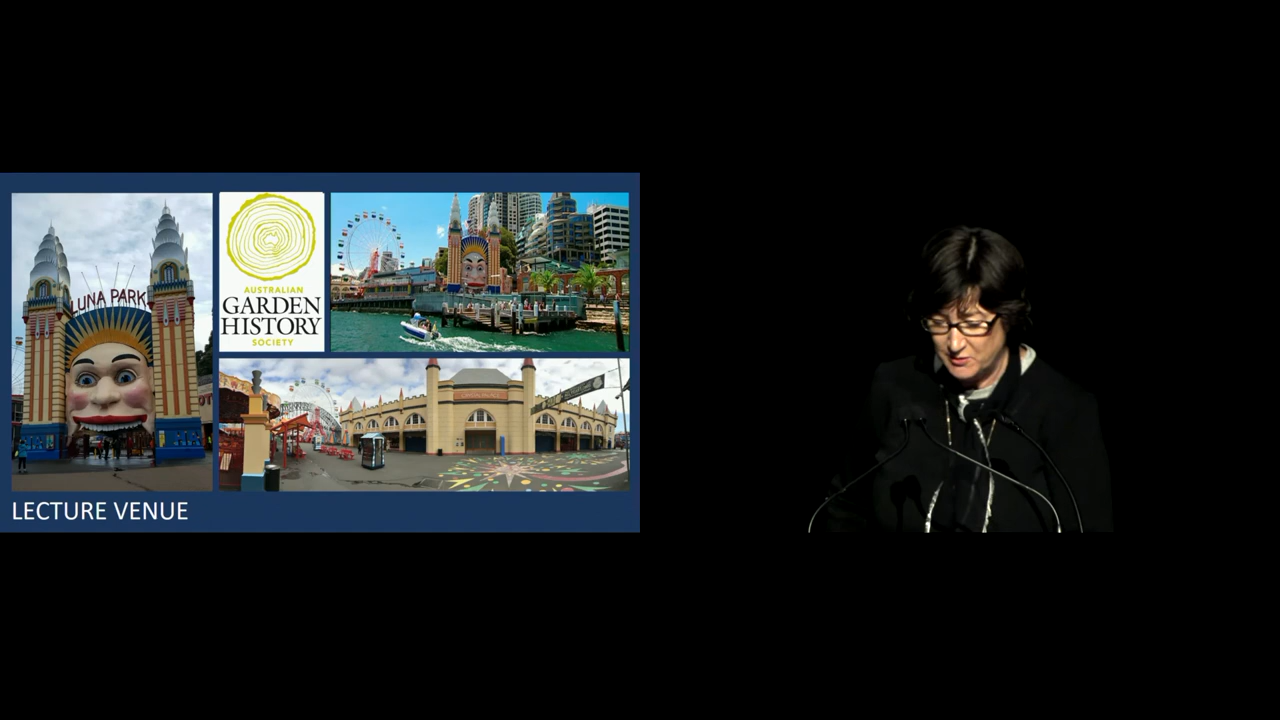 LUNA PARK
AUSTRALIAN
GARDEN
HISTORY
SOCIETY
LECTURE VENUE